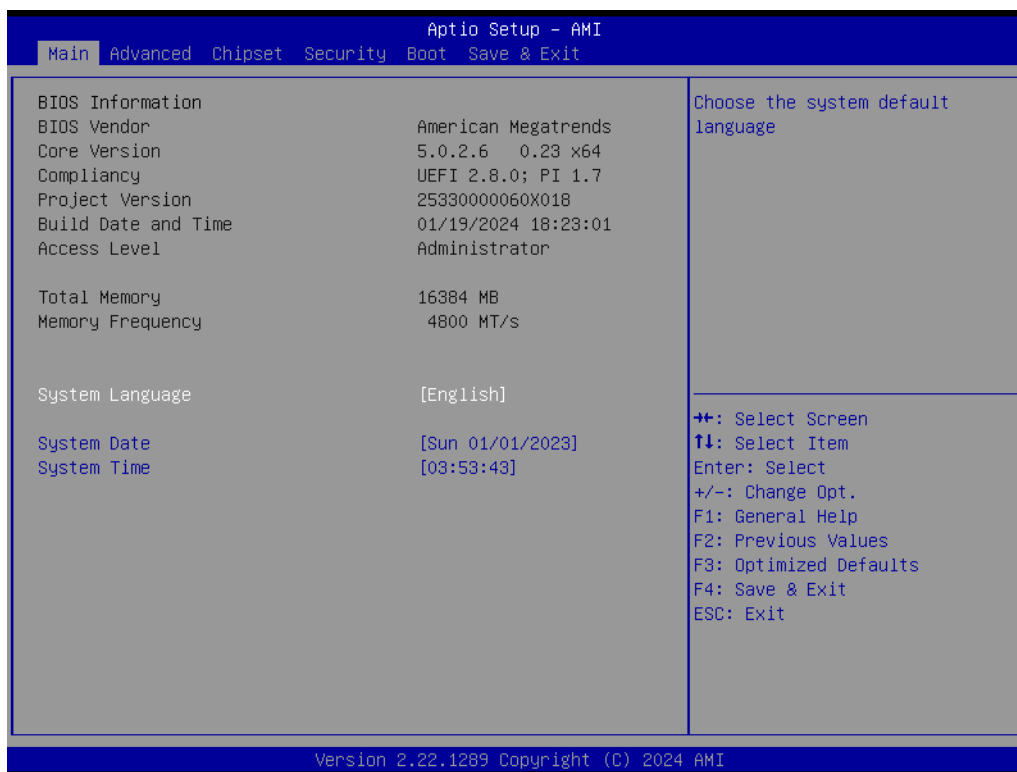 Aptio Setup – AMI
Main Advanced Chipset Security Boot Save & Exit
BIOS Information
BIOS Vendor American Megatrends
Core Version 5.0.2.6 0.23 x64
Compliancy UEFI 2.8.0; PI 1.7
Project Version 25330000060X018
Build Date and Time 01/19/2024 18:23:01
Access Level Administrator
Total Memory 16384 MB
Memory Frequency 4800 MT/s
System Language [English]
System Date [Sun 01/01/2023]
System Time [03:53:43]
Choose the system default
language
→←: Select Screen
↑↓: Select Item
Enter: Select
+/-: Change Opt.
F1: General Help
F2: Previous Values
F3: Optimized Defaults
F4: Save & Exit
ESC: Exit
Version 2.22.1289 Copyright (C) 2024 AMI